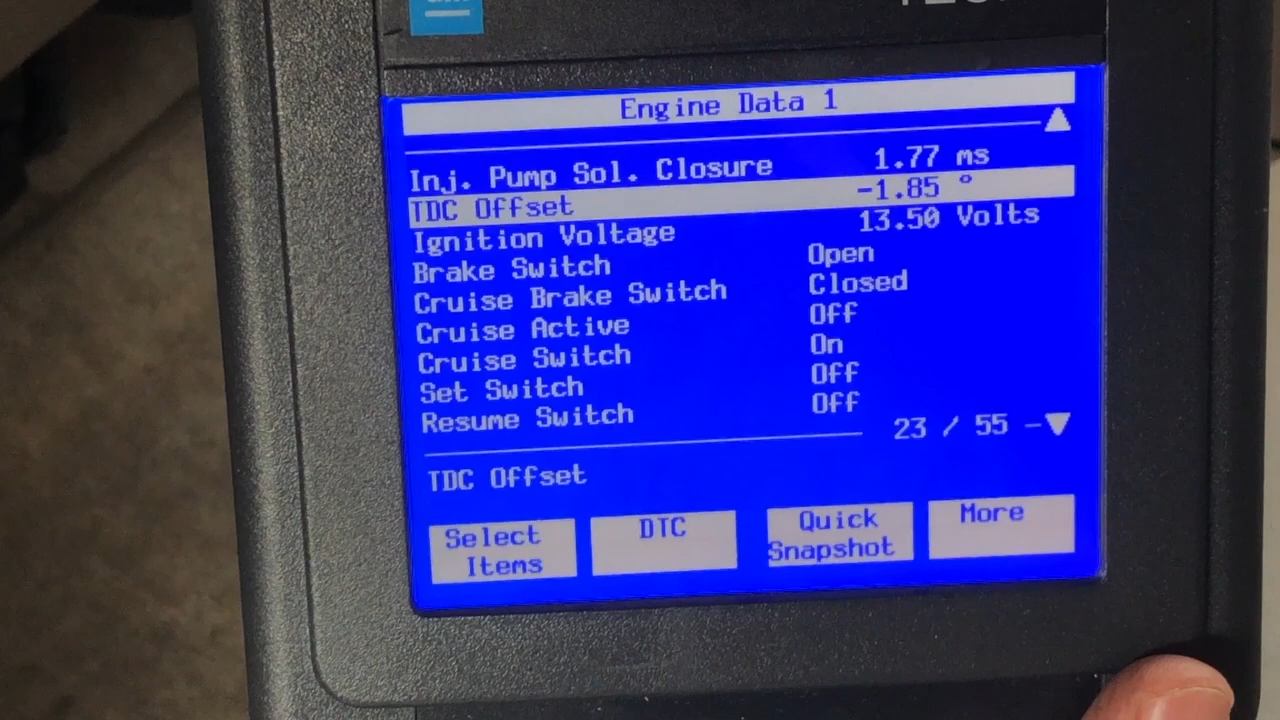 Engine Data 1
Inj. Pump Sol. Closure 1.77 ms
TDC Offset -1.85 °
Ignition Voltage 13.50 Volts
Brake Switch Open
Cruise Brake Switch Closed
Cruise Active Off
Cruise Switch On
Set Switch Off
Resume Switch Off
23 / 55
TDC Offset
Select Items
DTC
Quick Snapshot
More